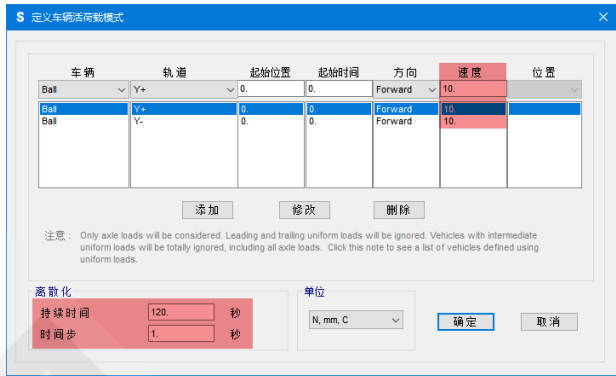 S 定义车辆活荷载模式
车辆 轨道 起始位置 起始时间 方向 速度 位置
Ball Y+ 0. 0. Forward 10.
Ball Y+ 0. 0. Forward 10.
Ball Y- 0. 0. Forward 10.
添加 修改 删除
注意: Only axle loads will be considered. Leading and trailing uniform loads will be ignored. Vehicles with intermediate
uniform loads will be totally ignored, including all axle loads. Click this note to see a list of vehicles defined using
uniform loads.
离散化 单位
持续时间 120. 秒
N, mm, C 确定 取消
时间步 1. 秒